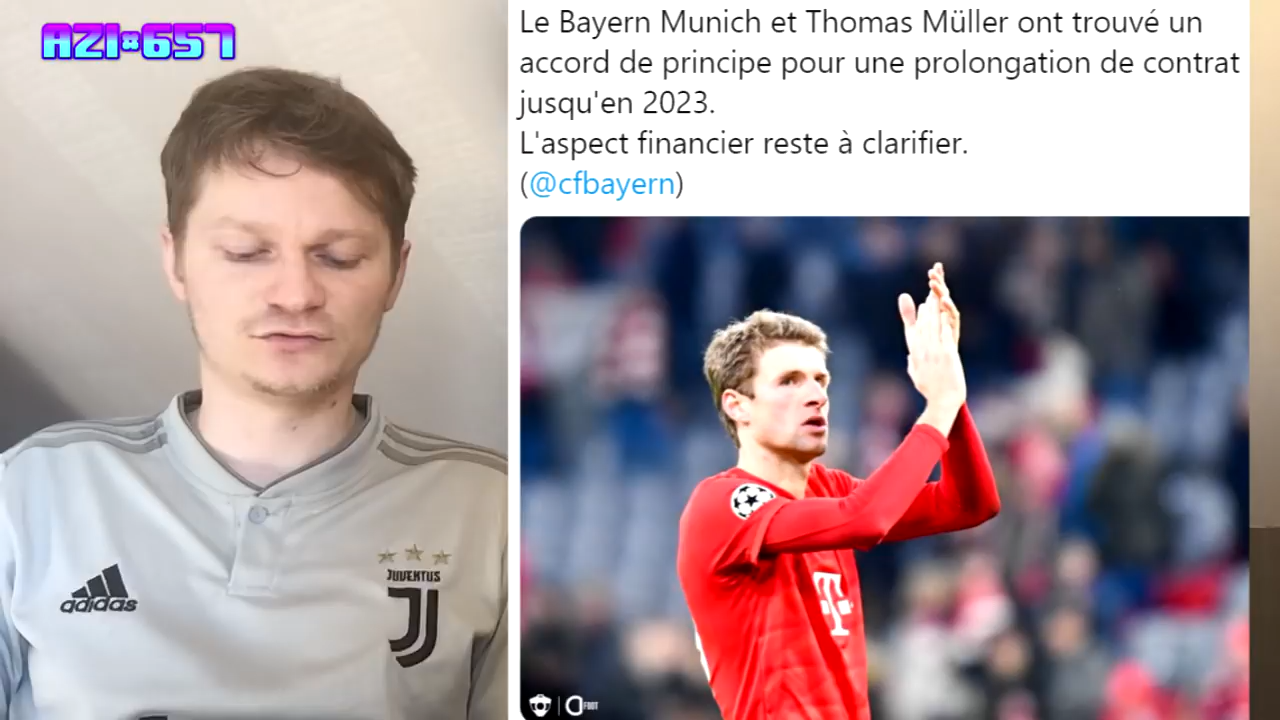 AZI*657
Le Bayern Munich et Thomas Müller ont trouvé un
accord de principe pour une prolongation de contrat
jusqu'en 2023.
L'aspect financier reste à clarifier.
(@cfbayern)
adidas
JUVENTUS
T
FOOT